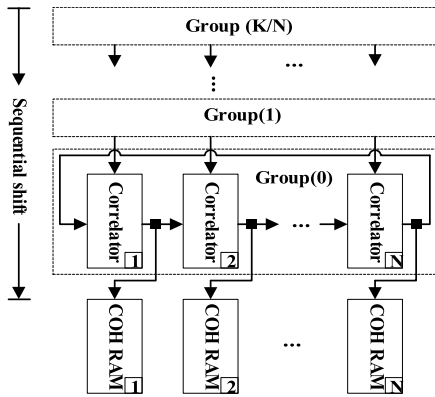 Group (K/N)
...
...
Group(1)
Sequential shift
Group(0)
Correlator 1
Correlator 2
...
Correlator N
COH RAM 1
COH RAM 2
...
COH RAM N